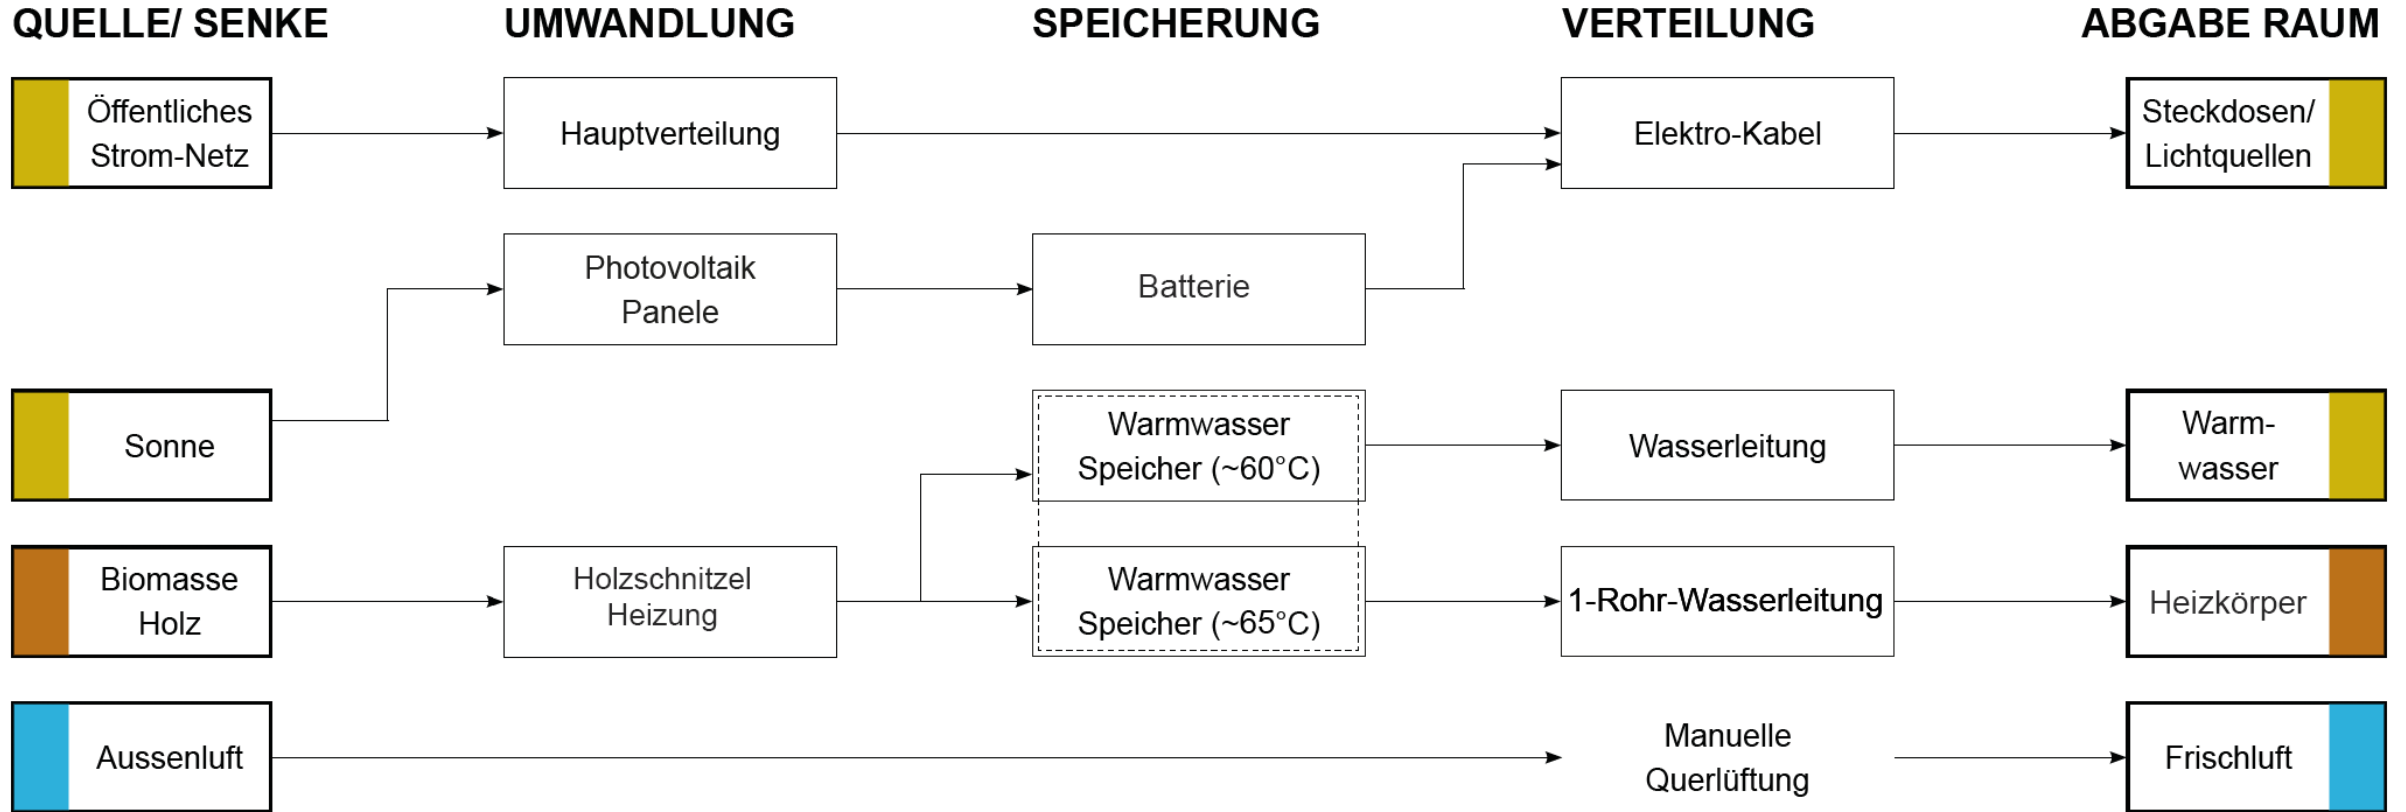 QUELLE/ SENKE
UMWANDLUNG
SPEICHERUNG
VERTEILUNG
ABGABE RAUM
Öffentliches
Strom-Netz
Hauptverteilung
Elektro-Kabel
Steckdosen/
Lichtquellen
Photovoltaik
Panele
Batterie
Sonne
Warmwasser
Speicher (~60°C)
Wasserleitung
Warm-
wasser
Biomasse
Holz
Holzschnitzel
Heizung
Warmwasser
Speicher (~65°C)
1-Rohr-Wasserleitung
Heizkörper
Aussenluft
Manuelle
Querlüftung
Frischluft